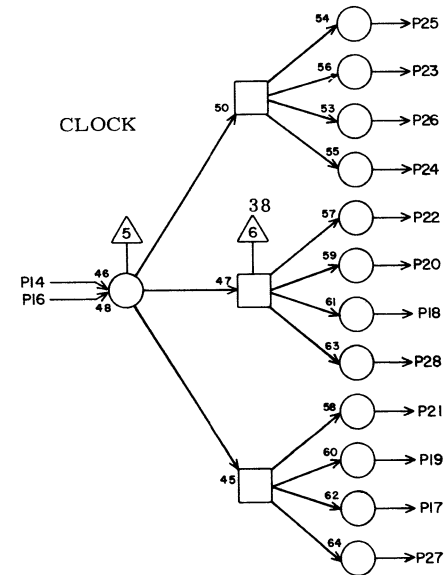 54 P25
56 P23
50 53 P26
CLOCK
55 P24
38
5 6 57 P22
59 P20
P14 46 47
P16 48 61 P18
63 P28
58 P21
60 P19
45
62 P17
64 P27